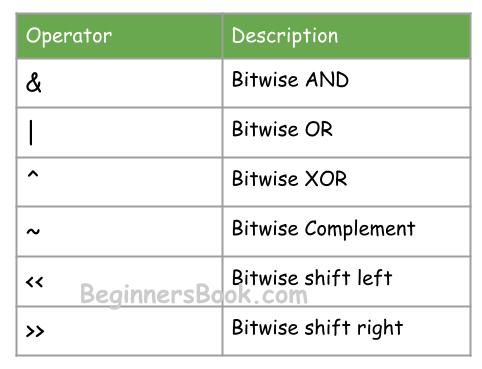 Operator Description
& Bitwise AND
| Bitwise OR
^ Bitwise XOR
~ Bitwise Complement
<< Bitwise shift left
BeginnersBook.com
>> Bitwise shift right